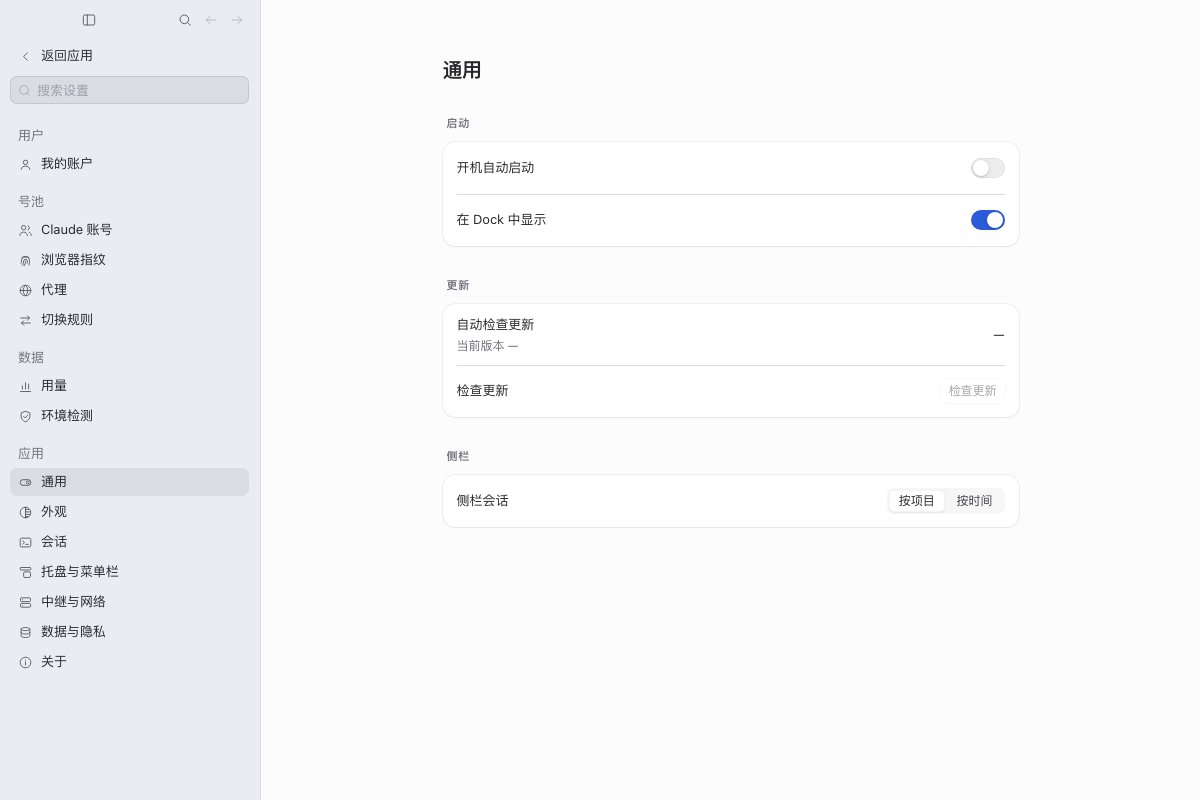 返回应用
搜索设置
用户
我的账户
号池
Claude 账号
浏览器指纹
代理
切换规则
数据
用量
环境检测
应用
通用
外观
会话
托盘与菜单栏
中继与网络
数据与隐私
关于
通用
启动
开机自动启动
在 Dock 中显示
更新
自动检查更新
当前版本 —
—
检查更新
检查更新
侧栏
侧栏会话
按项目 按时间